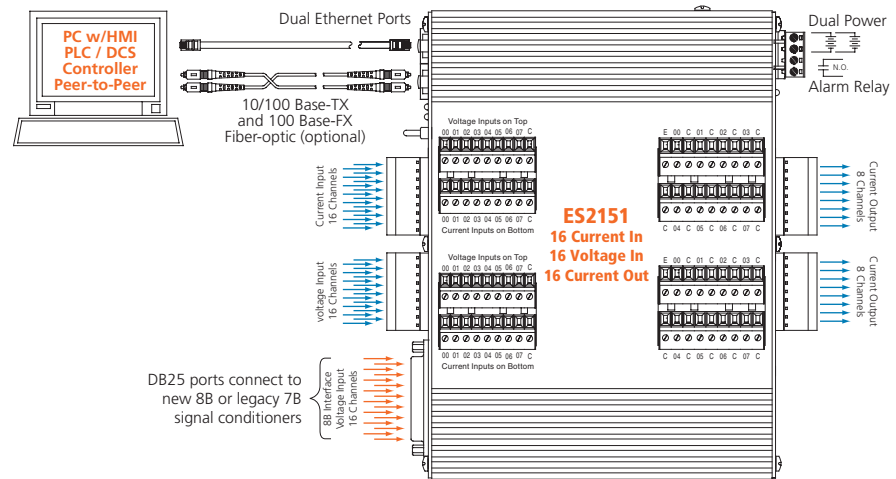 Dual Ethernet Ports
Dual Power
PC w/HMI
PLC / DCS
Controller
Peer-to-Peer
N.O.
Alarm Relay
10/100 Base-TX
and 100 Base-FX
Fiber-optic (optional)
Voltage Inputs on Top
00 01 02 03 04 05 06 07 C
E 00 C 01 C 02 C 03 C
Current Input
16 Channels
Current Output
8 Channels
00 01 02 03 04 05 06 07 C
Current Inputs on Bottom
C 04 C 05 C 06 C 07 C
ES2151
16 Current In
16 Voltage In
16 Current Out
Voltage Inputs on Top
00 01 02 03 04 05 06 07 C
E 00 C 01 C 02 C 03 C
voltage Input
16 Channels
Current Output
8 Channels
00 01 02 03 04 05 06 07 C
Current Inputs on Bottom
C 04 C 05 C 06 C 07 C
DB25 ports connect to
new 8B or legacy 7B
signal conditioners
8B Interface
Voltage Input
16 Channels